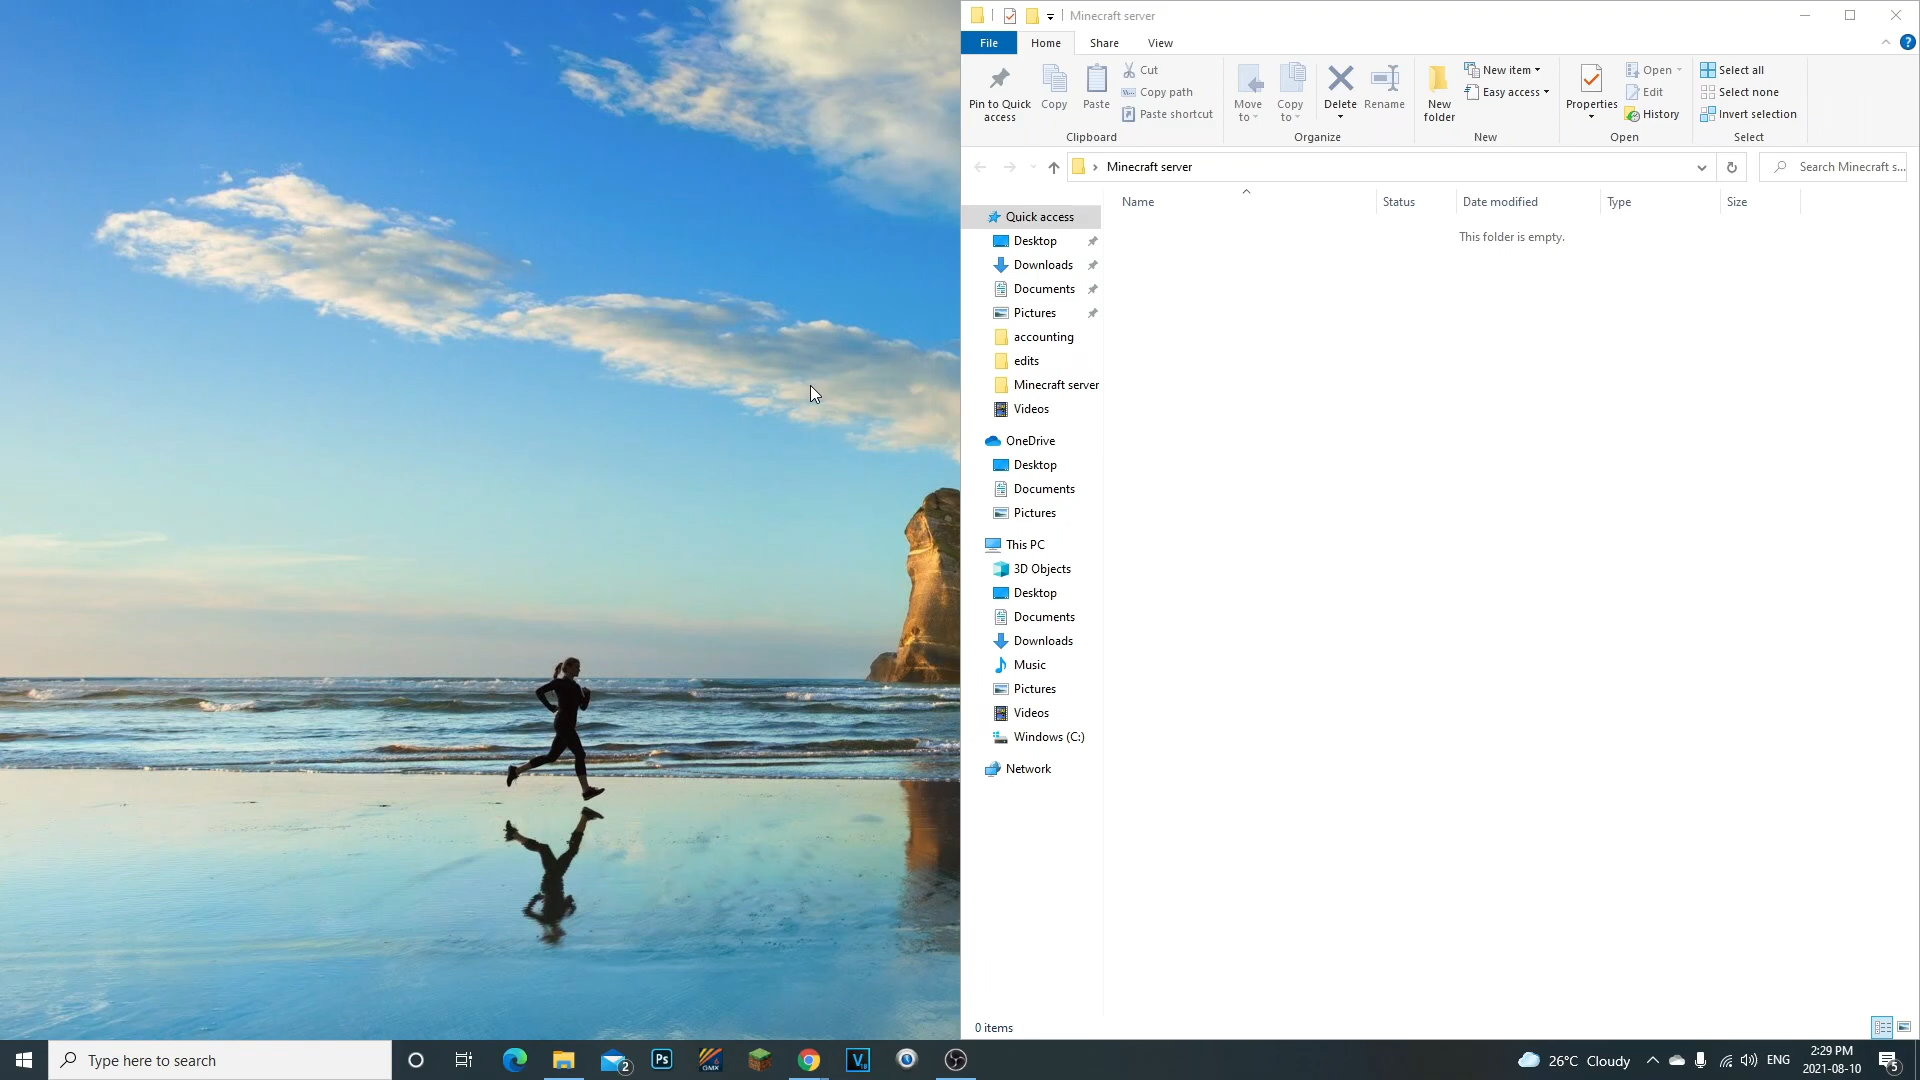 Minecraft server
File
Home
Share
View
Pin to Quick
access
Copy
Paste
Cut
Copy path
Paste shortcut
Clipboard
Move
to
Copy
to
Delete
Rename
Organize
New
folder
New item
Easy access
New
Properties
Open
Edit
History
Open
Select all
Select none
Invert selection
Select
Minecraft server
Search Minecraft s...
Name
Status
Date modified
Type
Size
This folder is empty.
Quick access
Desktop
Downloads
Documents
Pictures
accounting
edits
Minecraft server
Videos
OneDrive
Desktop
Documents
Pictures
This PC
3D Objects
Desktop
Documents
Downloads
Music
Pictures
Videos
Windows (C:)
Network
0 items
Type here to search
2
Ps
GMX
V
26°C Cloudy
ENG
2:29 PM
2021-08-10
5